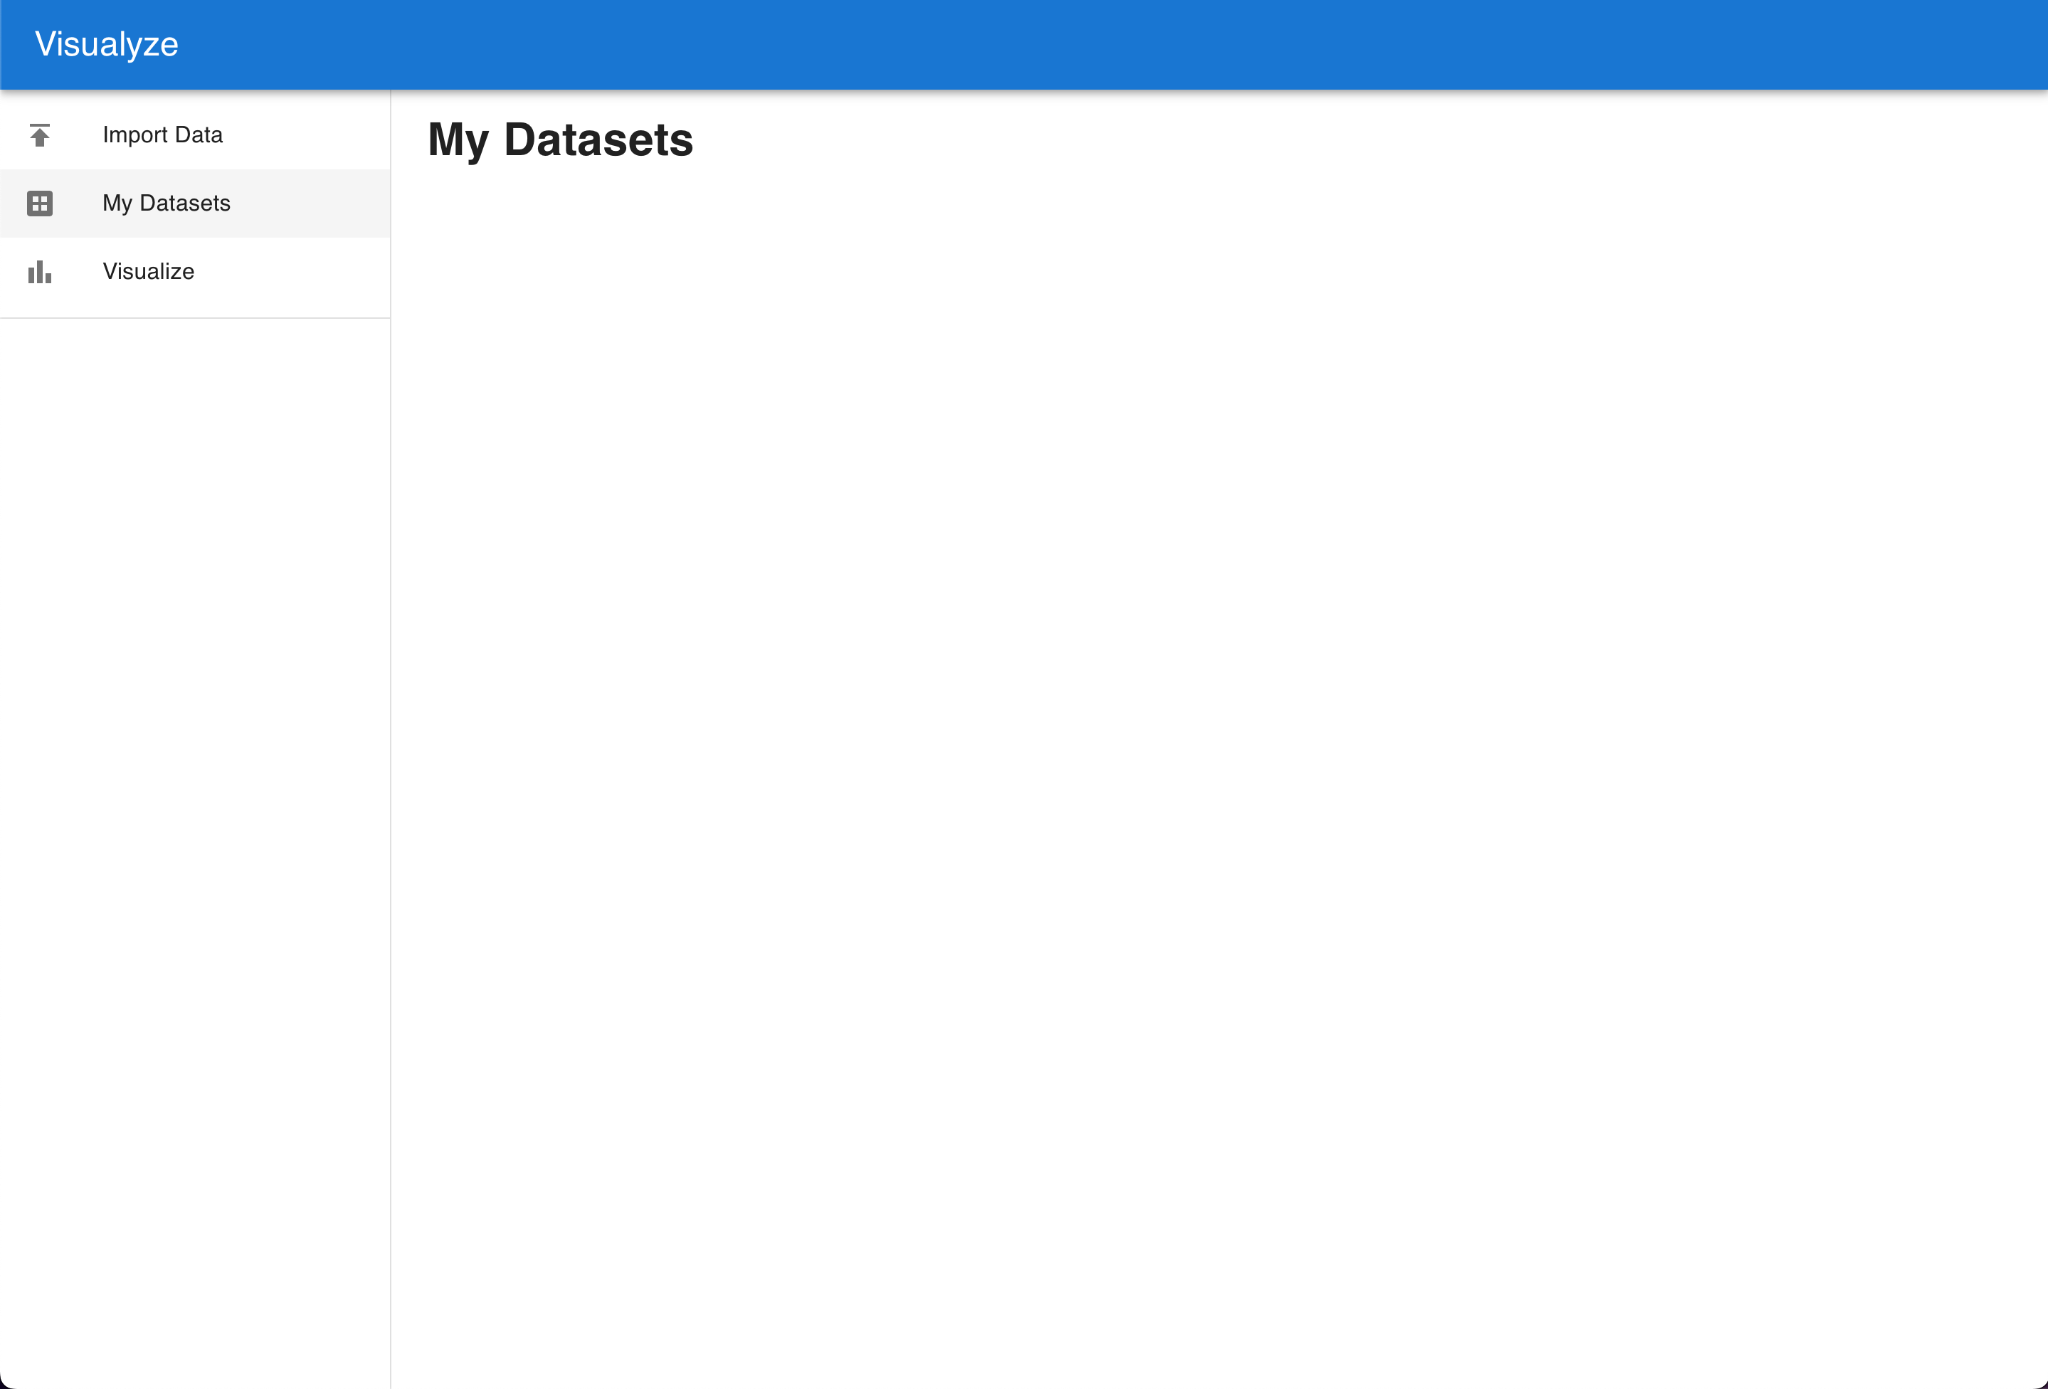 Visualyze
Import Data
My Datasets
Visualize
My Datasets